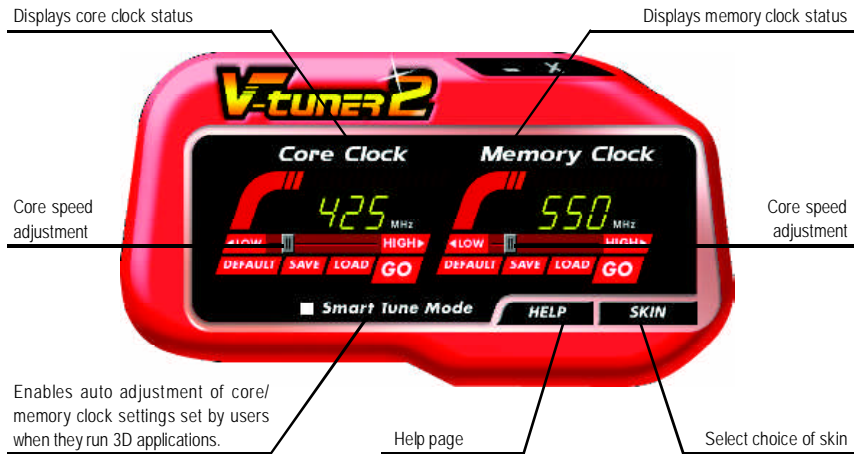 Displays core clock status
Displays memory clock status
V-tuner 2
Core Clock
Memory Clock
425 MHz
550 MHz
Core speed
adjustment
Core speed
adjustment
LOW
HIGH
LOW
HIGH
DEFAULT
SAVE
LOAD
GO
DEFAULT
SAVE
LOAD
GO
Smart Tune Mode
HELP
SKIN
Enables auto adjustment of core/
memory clock settings set by users
when they run 3D applications.
Help page
Select choice of skin